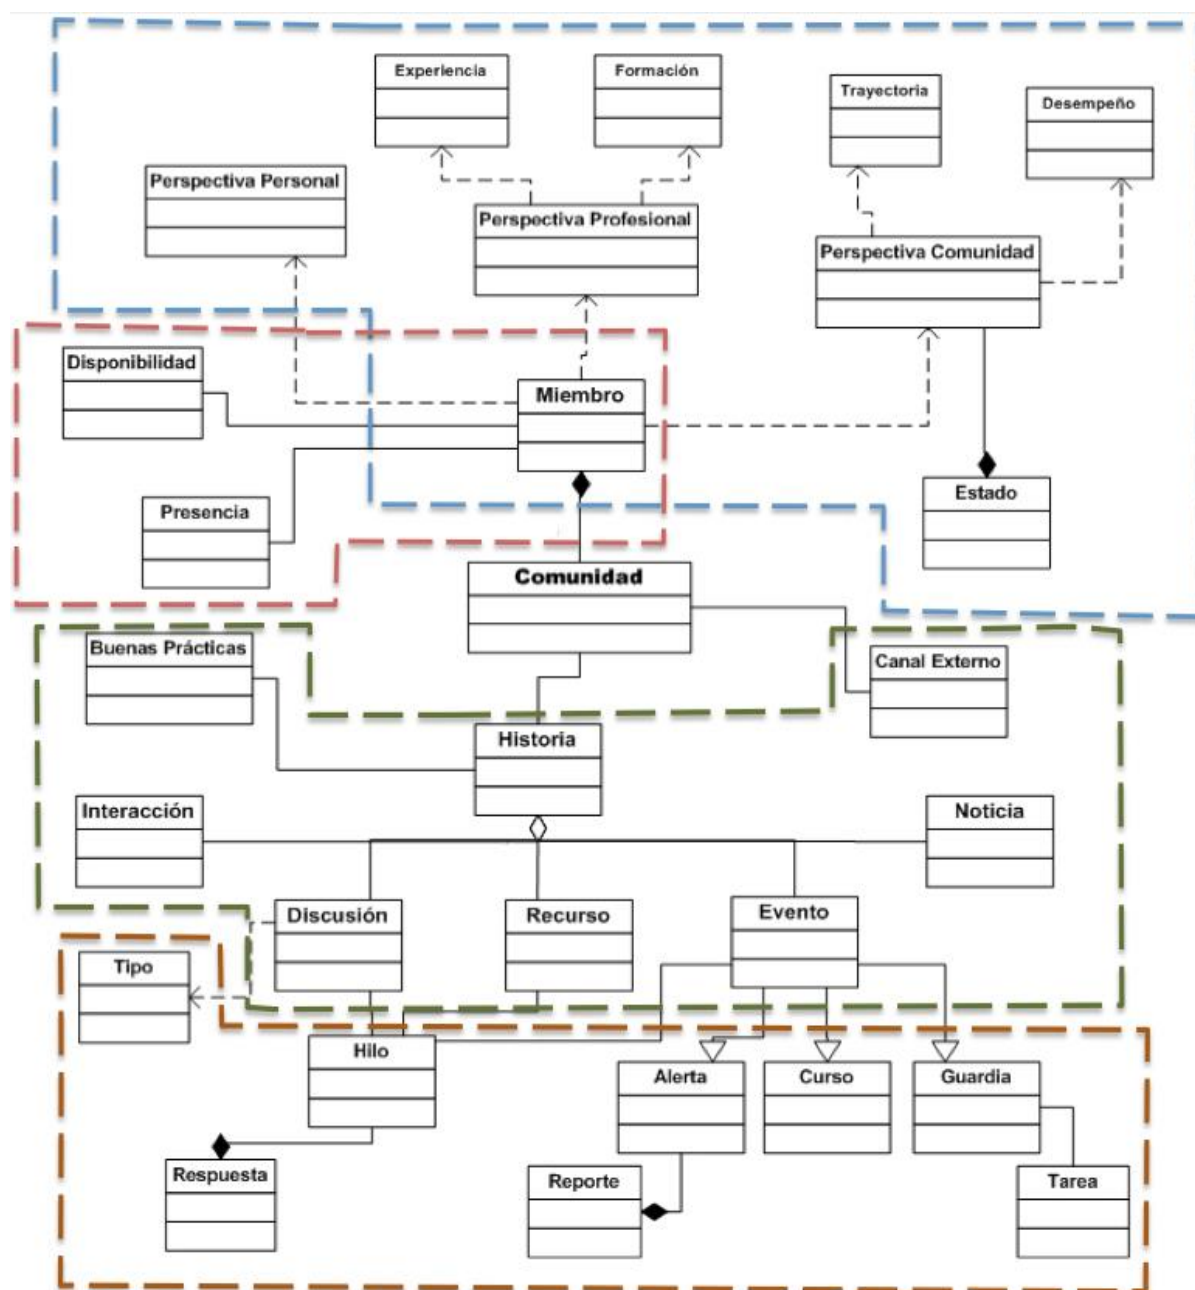 Experiencia
Formación
Trayectoria
Desempeño
Perspectiva Personal
Perspectiva Profesional
Perspectiva Comunidad
Disponibilidad
Miembro
Presencia
Estado
Comunidad
Buenas Prácticas
Canal Externo
Historia
Interacción
Noticia
Discusión
Recurso
Evento
Tipo
Hilo
Alerta
Curso
Guardia
Respuesta
Reporte
Tarea